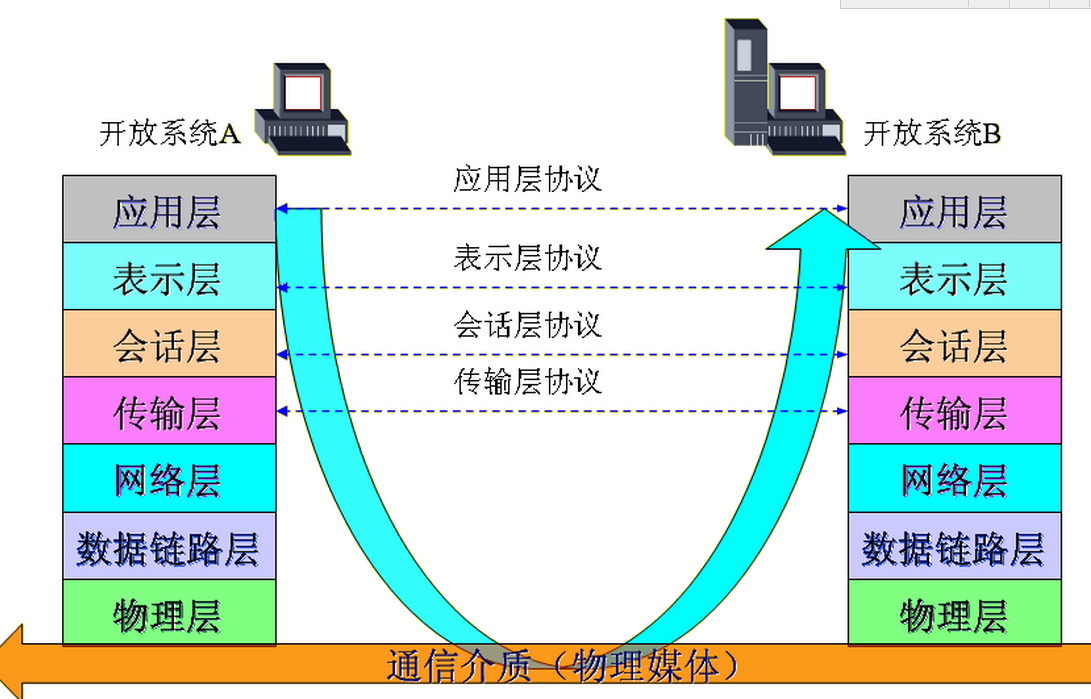 开放系统A
开放系统B
应用层协议
应用层
应用层
表示层协议
表示层
表示层
会话层协议
会话层
会话层
传输层协议
传输层
传输层
网络层
网络层
数据链路层
数据链路层
物理层
物理层
通信介质（物理媒体）